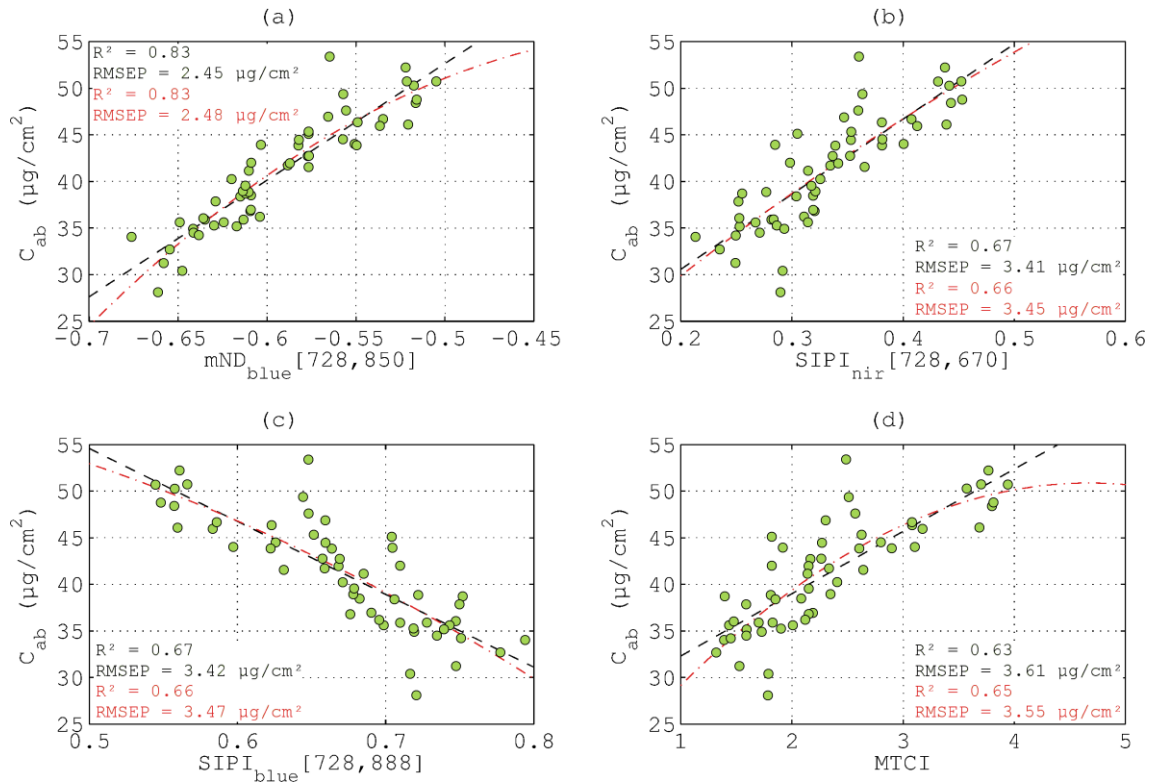 (a)
55
50
45
40
35
30
25
C_ab (µg/cm²)
R² = 0.83
RMSEP = 2.45 µg/cm²
R² = 0.83
RMSEP = 2.48 µg/cm²
-0.7 -0.65 -0.6 -0.55 -0.5 -0.45
mND_blue[728,850]
(b)
55
50
45
40
35
30
25
C_ab (µg/cm²)
R² = 0.67
RMSEP = 3.41 µg/cm²
R² = 0.66
RMSEP = 3.45 µg/cm²
0.2 0.3 0.4 0.5 0.6
SIPI_nir[728,670]
(c)
55
50
45
40
35
30
25
C_ab (µg/cm²)
R² = 0.67
RMSEP = 3.42 µg/cm²
R² = 0.66
RMSEP = 3.47 µg/cm²
0.5 0.6 0.7 0.8
SIPI_blue[728,888]
(d)
55
50
45
40
35
30
25
C_ab (µg/cm²)
R² = 0.63
RMSEP = 3.61 µg/cm²
R² = 0.65
RMSEP = 3.55 µg/cm²
1 2 3 4 5
MTCI